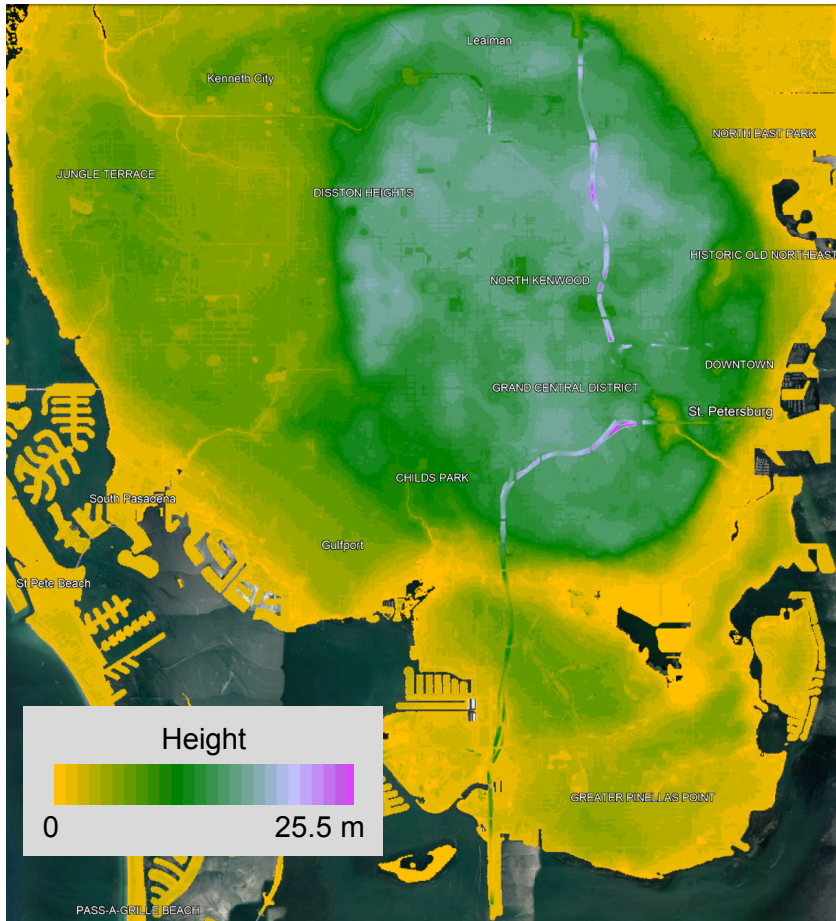 Lealman
Kenneth City
NORTH EAST PARK
JUNGLE TERRACE
DISSTON HEIGHTS
HISTORIC OLD NORTHEAST
NORTH KENWOOD
DOWNTOWN
GRAND CENTRAL DISTRICT
St. Petersburg
CHILDS PARK
South Pasadena
Gulfport
St Pete Beach
Height
0 25.5 m
GREATER PINELLAS POINT
PASS-A-GRILLE BEACH